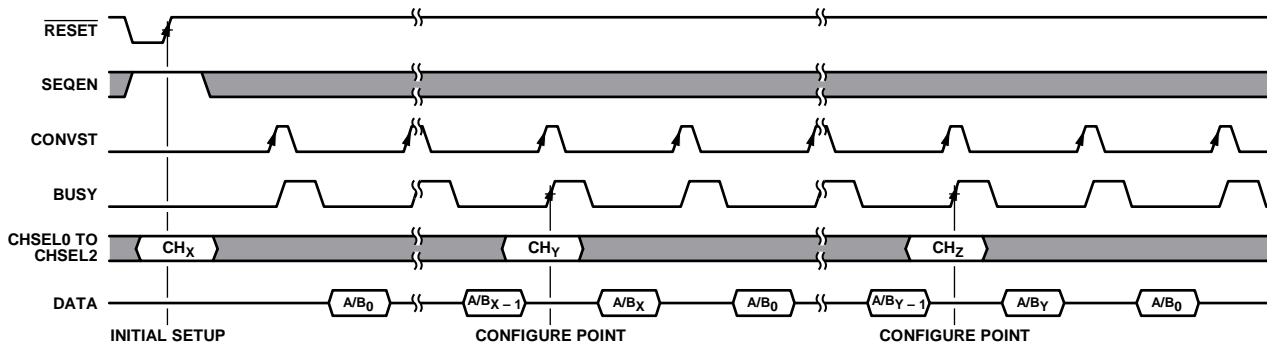 RESET
SEQEN
CONVST
BUSY
CHSEL0 TO
CHSEL2
CHX
CHY
CHZ
DATA
A/B0
A/BX – 1
A/BX
A/B0
A/BY – 1
A/BY
A/B0
INITIAL SETUP
CONFIGURE POINT
CONFIGURE POINT